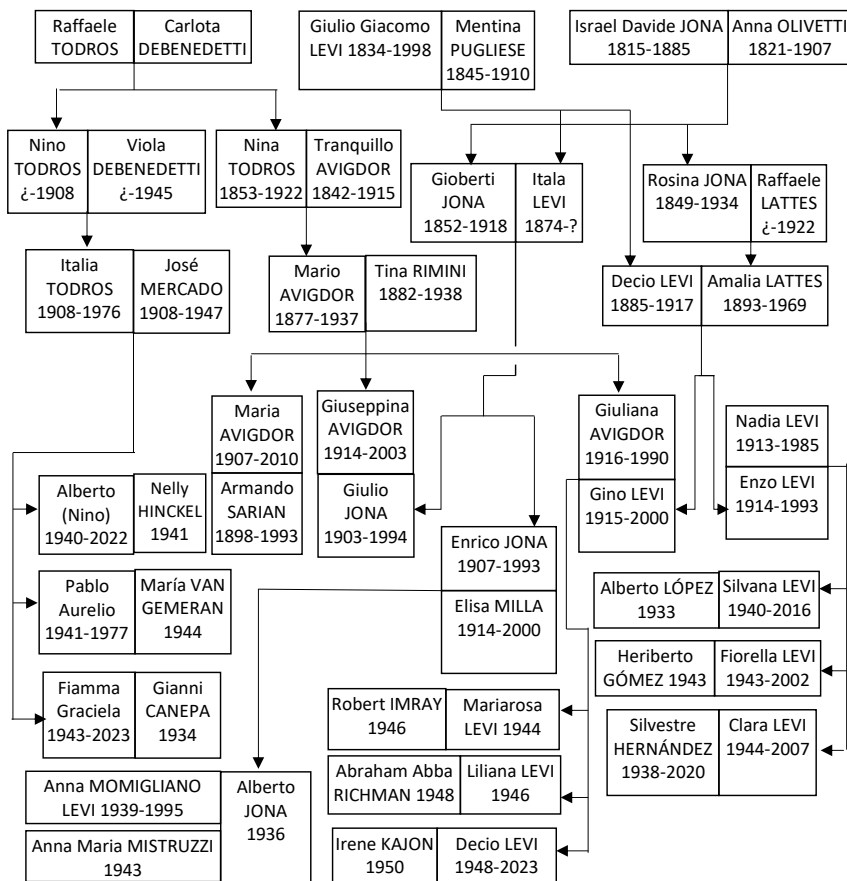 Raffaele
TODROS
Carlota
DEBENEDETTI
Giulio Giacomo
LEVI 1834-1998
Mentina
PUGLIESE
1845-1910
Israel Davide JONA
1815-1885
Anna OLIVETTI
1821-1907
Nino
TODROS
¿-1908
Viola
DEBENEDETTI
¿-1945
Nina
TODROS
1853-1922
Tranquillo
AVIGDOR
1842-1915
Gioberti
JONA
1852-1918
Itala
LEVI
1874-?
Rosina JONA
1849-1934
Raffaele
LATTES
¿-1922
Italia
TODROS
1908-1976
José
MERCADO
1908-1947
Mario
AVIGDOR
1877-1937
Tina RIMINI
1882-1938
Decio LEVI
1885-1917
Amalia LATTES
1893-1969
Maria
AVIGDOR
1907-2010
Armando
SARIAN
1898-1993
Giuseppina
AVIGDOR
1914-2003
Giulio
JONA
1903-1994
Giuliana
AVIGDOR
1916-1990
Gino LEVI
1915-2000
Nadia LEVI
1913-1985
Enzo LEVI
1914-1993
Alberto
(Nino)
1940-2022
Nelly
HINCKEL
1941
Enrico JONA
1907-1993
Elisa MILLA
1914-2000
Pablo
Aurelio
1941-1977
María VAN
GEMERAN
1944
Alberto LÓPEZ
1933
Silvana LEVI
1940-2016
Fiamma
Graciela
1943-2023
Gianni
CANEPA
1934
Heriberto
GÓMEZ 1943
Fiorella LEVI
1943-2002
Robert IMRAY
1946
Mariarosa
LEVI 1944
Silvestre
HERNÁNDEZ
1938-2020
Clara LEVI
1944-2007
Anna MOMIGLIANO
LEVI 1939-1995
Anna Maria MISTRUZZI
1943
Alberto
JONA
1936
Abraham Abba
RICHMAN 1948
Liliana LEVI
1946
Irene KAJON
1950
Decio LEVI
1948-2023